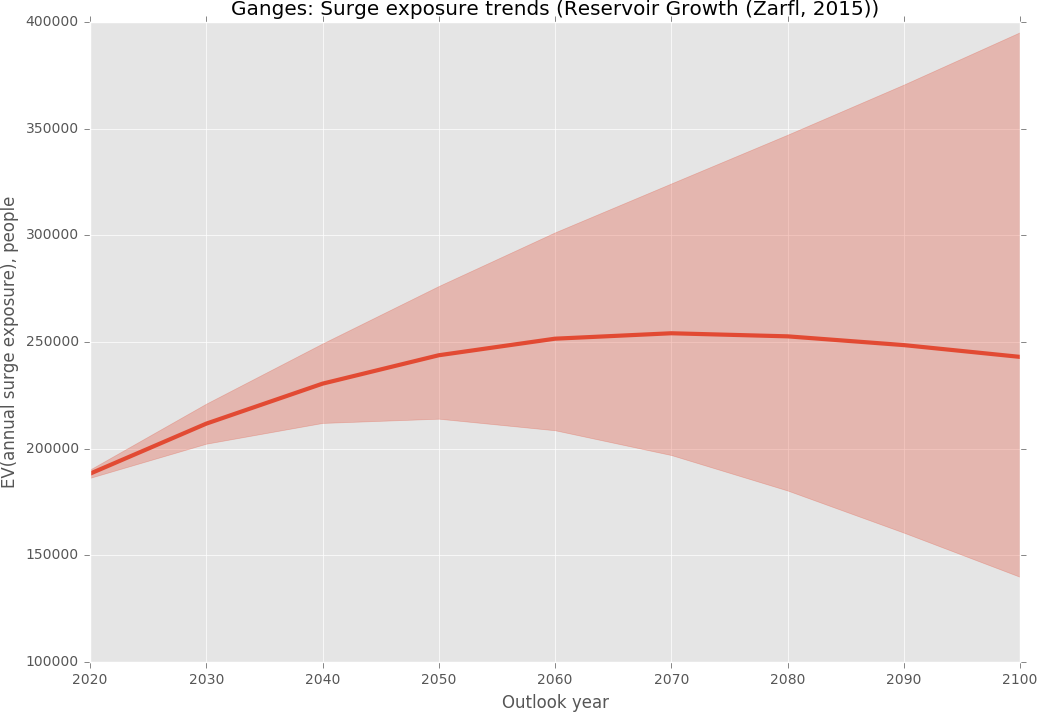 Ganges: Surge exposure trends (Reservoir Growth (Zarfl, 2015))
EV(annual surge exposure), people
400000
350000
300000
250000
200000
150000
100000
2020 2030 2040 2050 2060 2070 2080 2090 2100
Outlook year